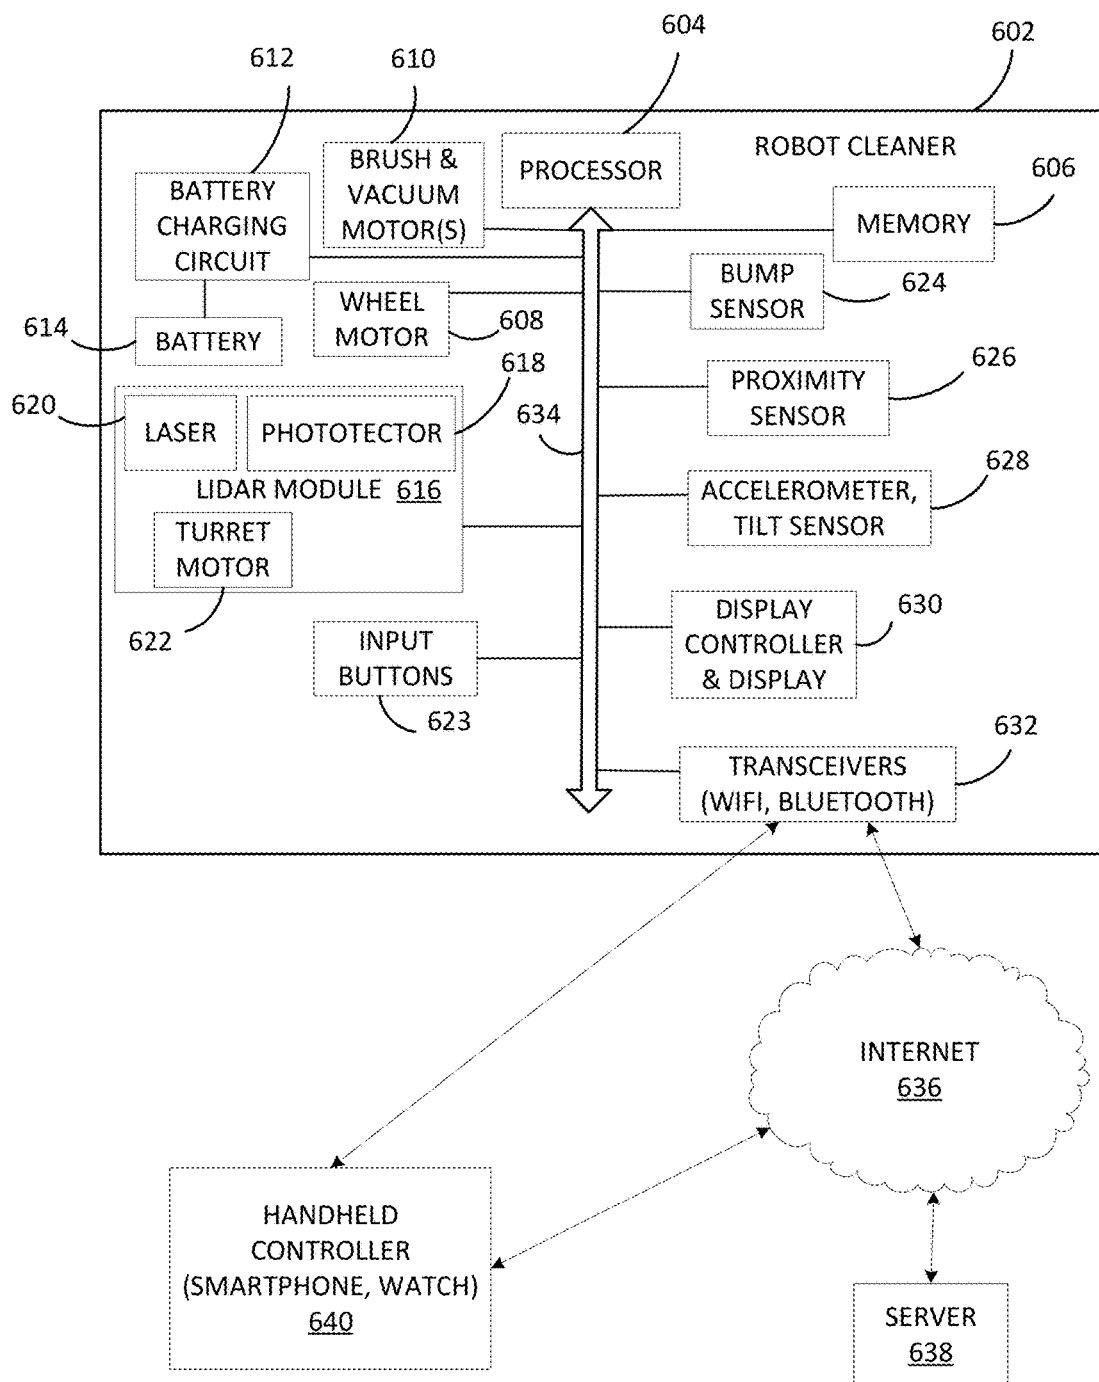 602
604
612
610
ROBOT CLEANER
BRUSH &
VACUUM
MOTOR(S)
PROCESSOR
606
BATTERY
CHARGING
CIRCUIT
MEMORY
BUMP
SENSOR
624
WHEEL
MOTOR
608
614
BATTERY
618
626
PROXIMITY
SENSOR
620
634
LASER
PHOTOTECTOR
LIDAR MODULE 616
628
ACCELEROMETER,
TILT SENSOR
TURRET
MOTOR
622
630
DISPLAY
CONTROLLER
& DISPLAY
INPUT
BUTTONS
623
632
TRANSCEIVERS
(WIFI, BLUETOOTH)
INTERNET
636
HANDHELD
CONTROLLER
(SMARTPHONE, WATCH)
640
SERVER
638